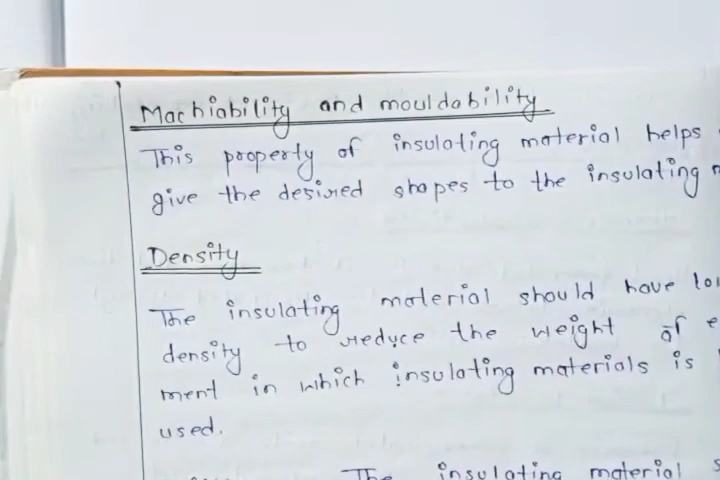 Machiability and mouldability
This property of insulating material helps
give the desired shapes to the insulating
Density
The insulating material should have
density to reduce the weight of
ment in which insulating materials is
used.
The insulating material